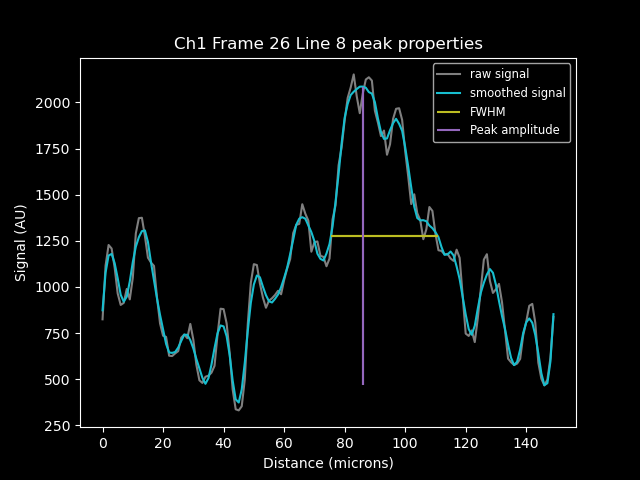 Ch1 Frame 26 Line 8 peak properties
raw signal
smoothed signal
FWHM
Peak amplitude
Signal (AU)
2000
1750
1500
1250
1000
750
500
250
0 20 40 60 80 100 120 140
Distance (microns)